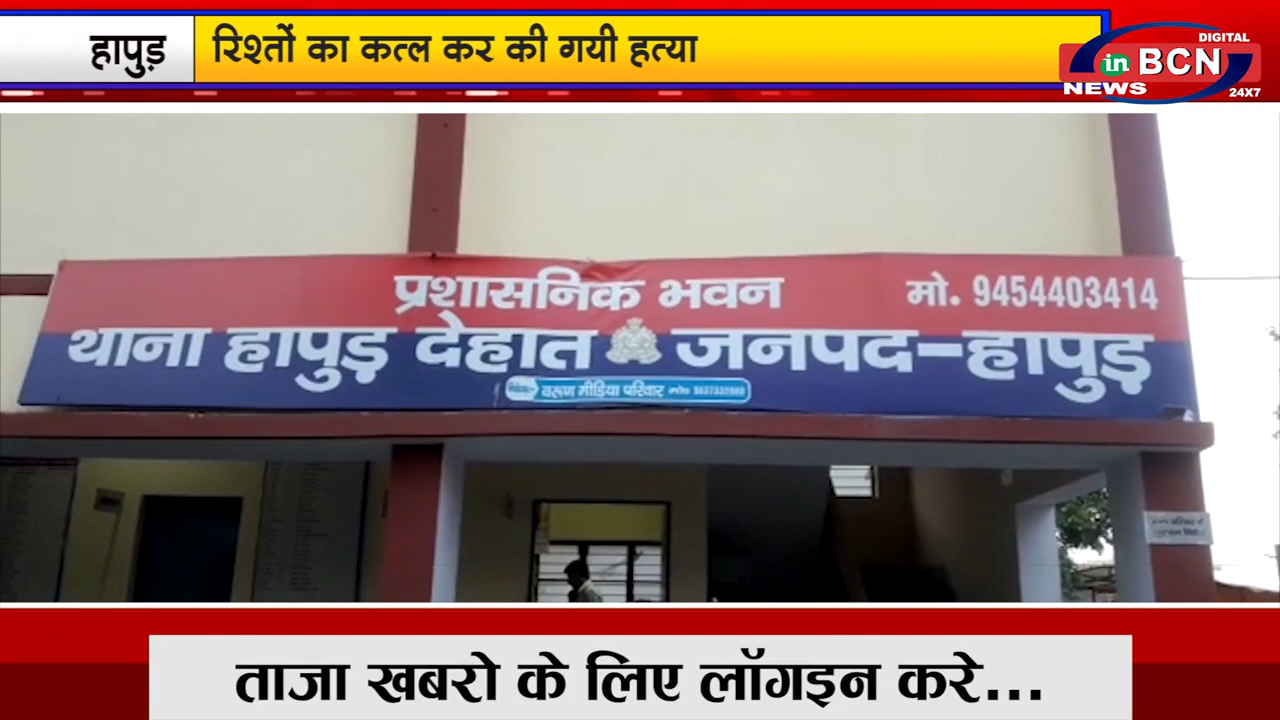 हापुड़ रिश्तों का कत्ल कर की गयी हत्या
DIGITAL
in BCN
NEWS 24X7
प्रशासनिक भवन मो. 9454403414
थाना हापुड़ देहात जनपद-हापुड़
वरूण मीडिया परिवार
ताजा खबरो के लिए लॉगइन करे...